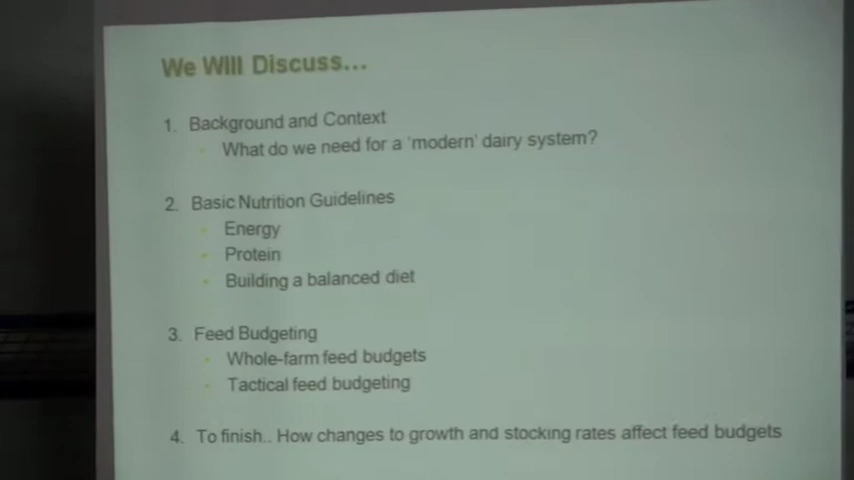 We Will Discuss...
1. Background and Context
What do we need for a 'modern' dairy system?
2. Basic Nutrition Guidelines
Energy
Protein
Building a balanced diet
3. Feed Budgeting
Whole-farm feed budgets
Tactical feed budgeting
4. To finish.. How changes to growth and stocking rates affect feed budgets